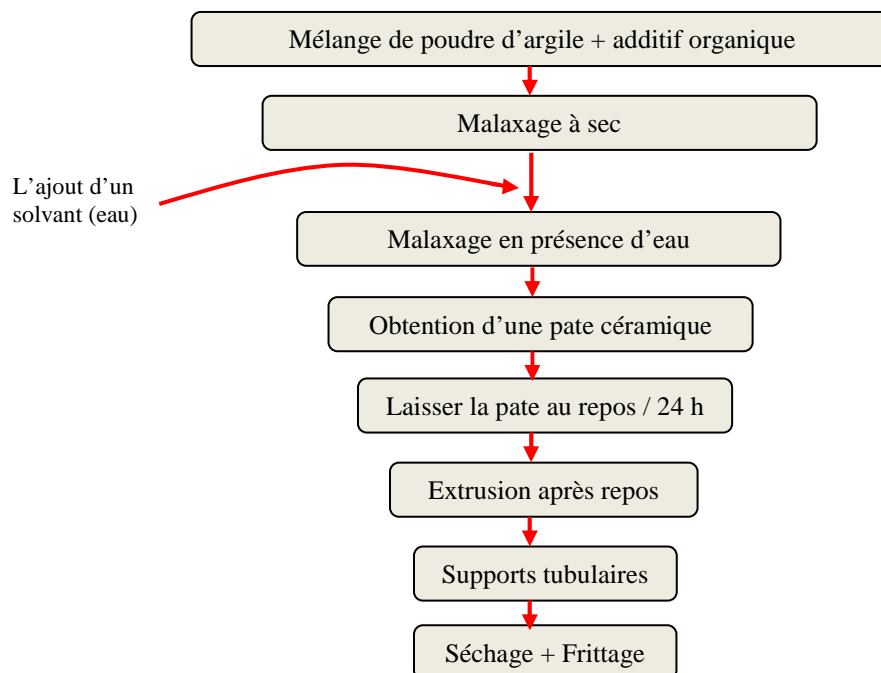 Mélange de poudre d’argile + additif organique
Malaxage à sec
L’ajout d’un
solvant (eau)
Malaxage en présence d’eau
Obtention d’une pate céramique
Laisser la pate au repos / 24 h
Extrusion après repos
Supports tubulaires
Séchage + Frittage